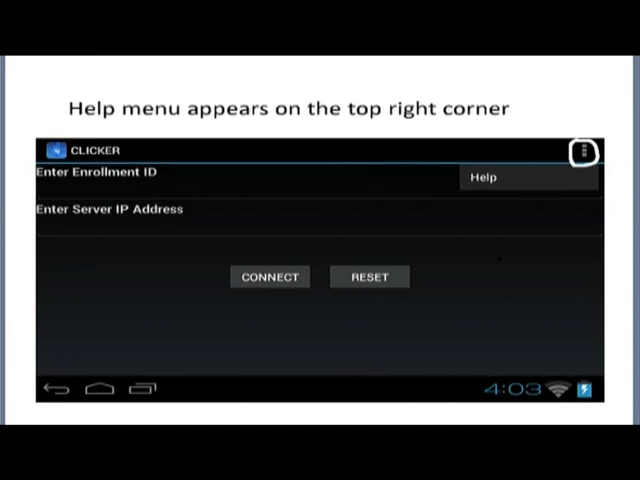 Help menu appears on the top right corner
CLICKER
Enter Enrollment ID
Help
Enter Server IP Address
CONNECT RESET
4:03